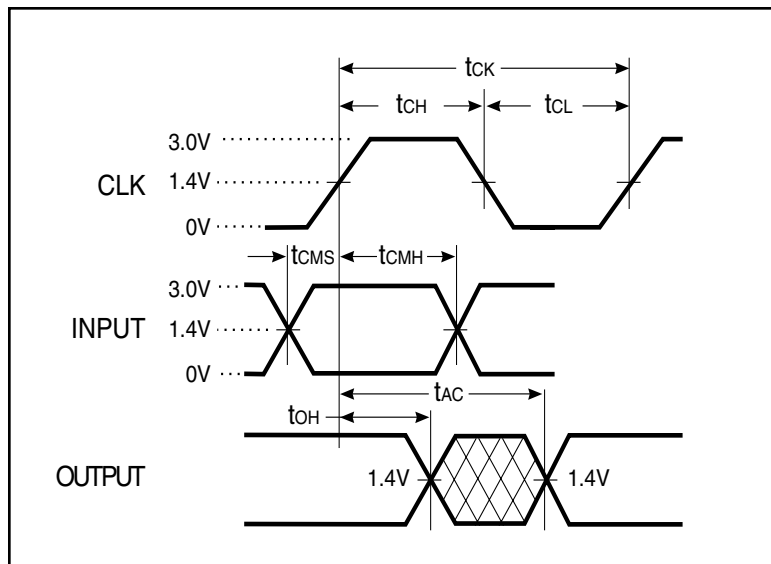 tCK
tCH tCL
3.0V
CLK 1.4V
0V
tCMS tCMH
3.0V
INPUT 1.4V
0V
tAC
tOH
OUTPUT 1.4V 1.4V